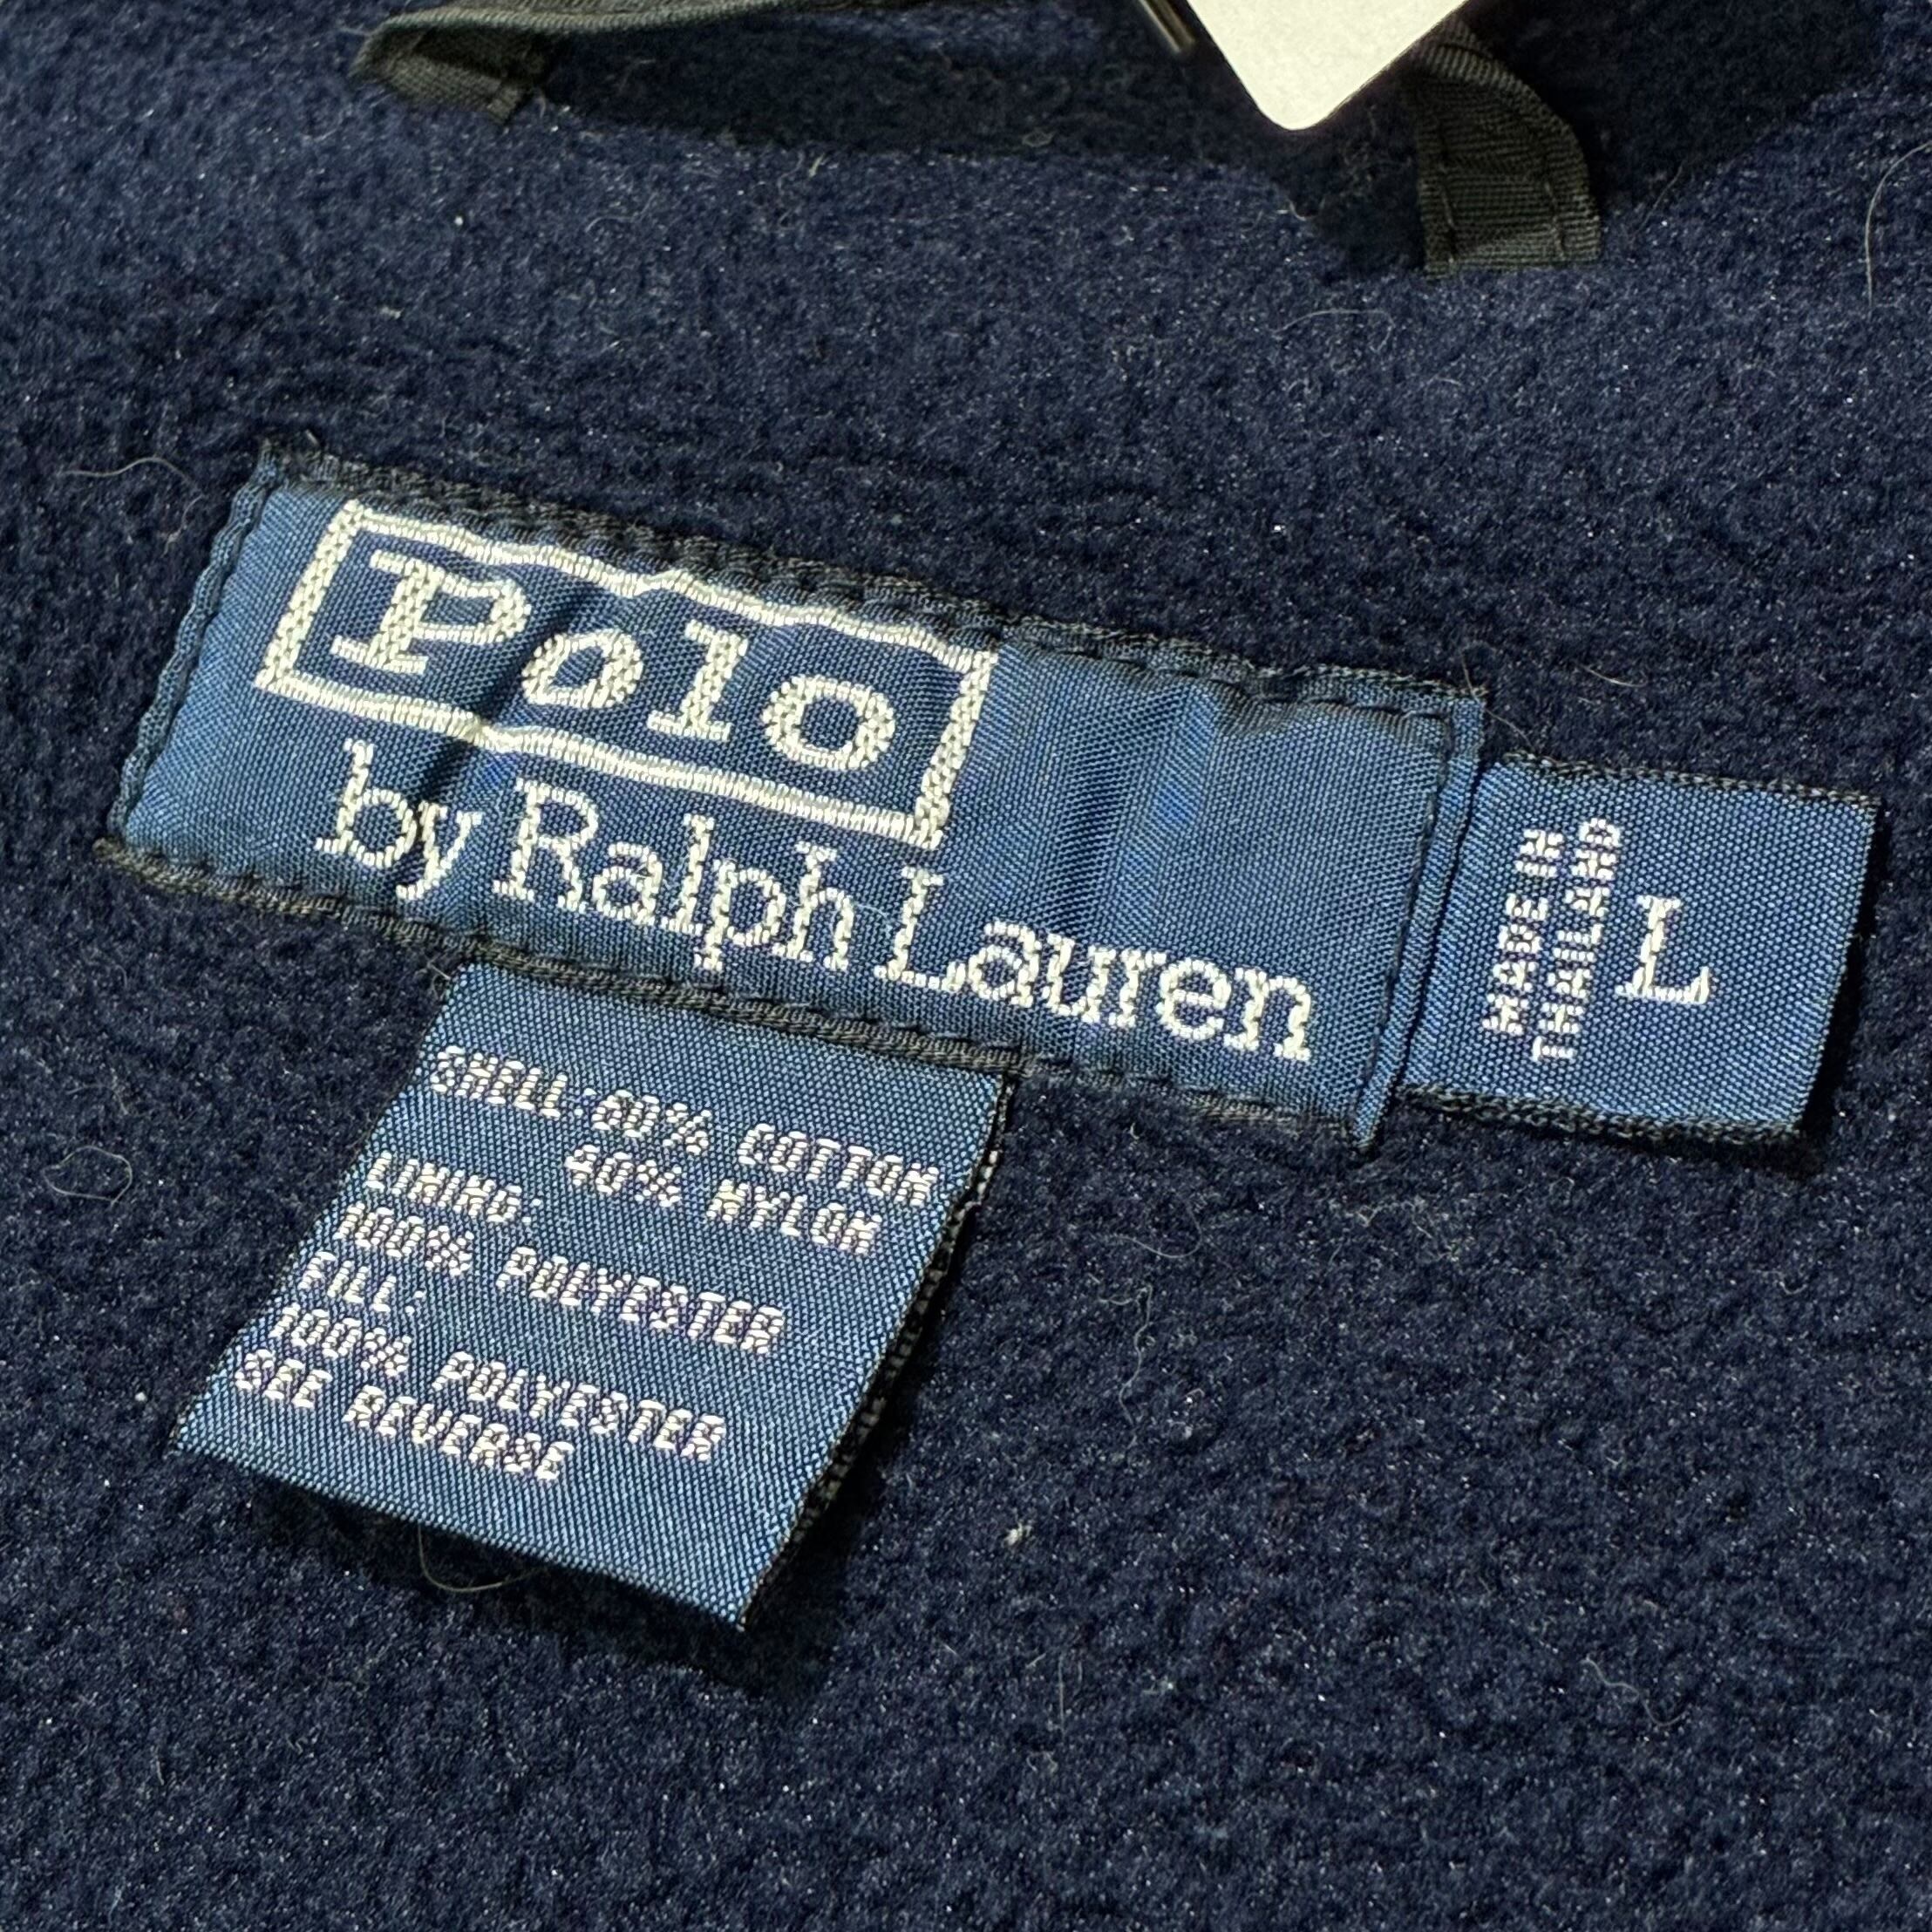 Polo
by Ralph Lauren
MADE IN
THAILAND
L
SHELL: 60% COTTON
40% NYLON
LINING:
100% POLYESTER
FILL:
100% POLYESTER
SEE REVERSE